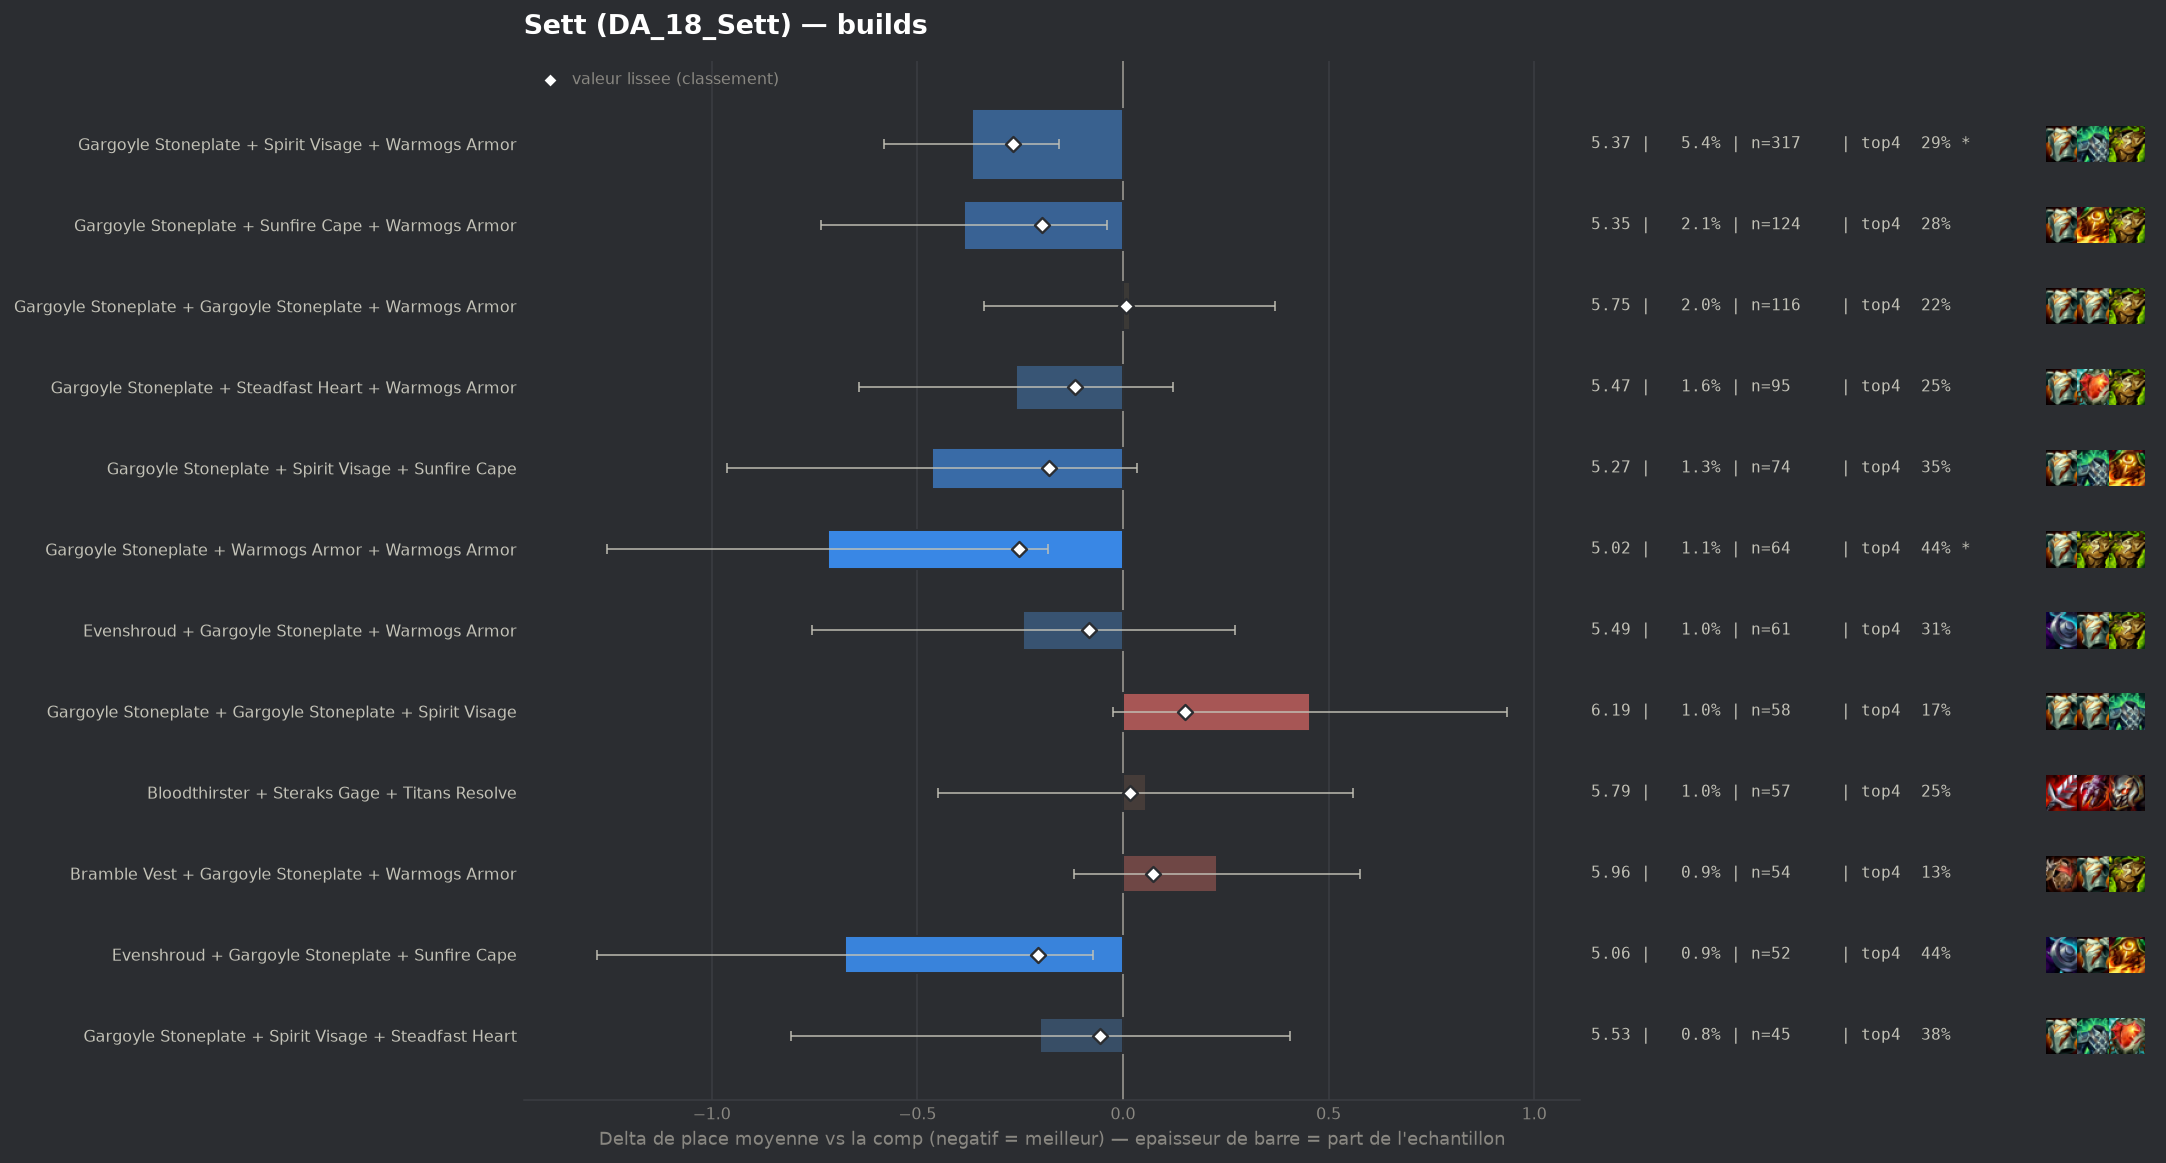 Sett (DA_18_Sett) — builds
valeur lissee (classement)
Gargoyle Stoneplate + Spirit Visage + Warmogs Armor 5.37 | 5.4% | n=317 | top4 29% *
Gargoyle Stoneplate + Sunfire Cape + Warmogs Armor 5.35 | 2.1% | n=124 | top4 28%
Gargoyle Stoneplate + Gargoyle Stoneplate + Warmogs Armor 5.75 | 2.0% | n=116 | top4 22%
Gargoyle Stoneplate + Steadfast Heart + Warmogs Armor 5.47 | 1.6% | n=95 | top4 25%
Gargoyle Stoneplate + Spirit Visage + Sunfire Cape 5.27 | 1.3% | n=74 | top4 35%
Gargoyle Stoneplate + Warmogs Armor + Warmogs Armor 5.02 | 1.1% | n=64 | top4 44% *
Evenshroud + Gargoyle Stoneplate + Warmogs Armor 5.49 | 1.0% | n=61 | top4 31%
Gargoyle Stoneplate + Gargoyle Stoneplate + Spirit Visage 6.19 | 1.0% | n=58 | top4 17%
Bloodthirster + Steraks Gage + Titans Resolve 5.79 | 1.0% | n=57 | top4 25%
Bramble Vest + Gargoyle Stoneplate + Warmogs Armor 5.96 | 0.9% | n=54 | top4 13%
Evenshroud + Gargoyle Stoneplate + Sunfire Cape 5.06 | 0.9% | n=52 | top4 44%
Gargoyle Stoneplate + Spirit Visage + Steadfast Heart 5.53 | 0.8% | n=45 | top4 38%
−1.0 −0.5 0.0 0.5 1.0
Delta de place moyenne vs la comp (negatif = meilleur) — epaisseur de barre = part de l'echantillon